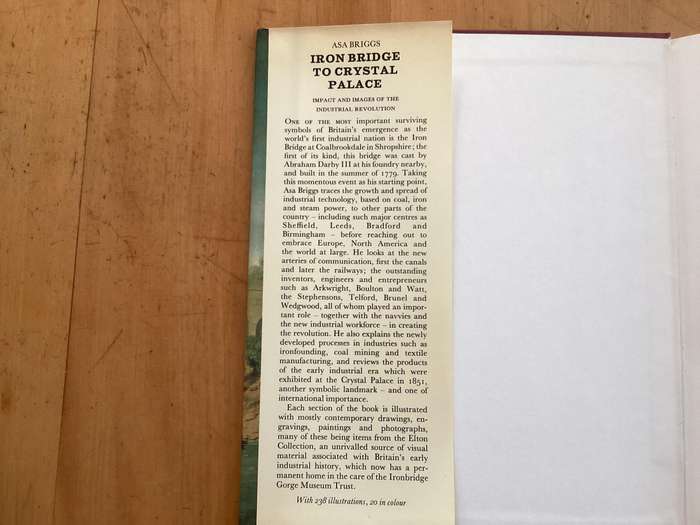 ASA BRIGGS
IRON BRIDGE
TO CRYSTAL
PALACE
IMPACT AND IMAGES OF THE
INDUSTRIAL REVOLUTION
ONE OF THE MOST important surviving
symbols of Britain's emergence as the
world's first industrial nation is the Iron
Bridge at Coalbrookdale in Shropshire; the
first of its kind, this bridge was cast by
Abraham Darby III at his foundry nearby,
and built in the summer of 1779. Taking
this momentous event as his starting point,
Asa Briggs traces the growth and spread of
industrial technology, based on coal, iron
and steam power, to other parts of the
country – including such major centres as
Sheffield, Leeds, Bradford and
Birmingham – before reaching out to
embrace Europe, North America and
the world at large. He looks at the new
arteries of communication, first the canals
and later the railways; the outstanding
inventors, engineers and entrepreneurs
such as Arkwright, Boulton and Watt,
the Stephensons, Telford, Brunel and
Wedgwood, all of whom played an impor-
tant role – together with the navvies and
the new industrial workforce – in creating
the revolution. He also explains the newly
developed processes in industries such as
ironfounding, coal mining and textile
manufacturing, and reviews the products
of the early industrial era which were
exhibited at the Crystal Palace in 1851,
another symbolic landmark – and one of
international importance.
Each section of the book is illustrated
with mostly contemporary drawings, en-
gravings, paintings and photographs,
many of these being items from the Elton
Collection, an unrivalled source of visual
material associated with Britain's early
industrial history, which now has a per-
manent home in the care of the Ironbridge
Gorge Museum Trust.
With 238 illustrations, 20 in colour